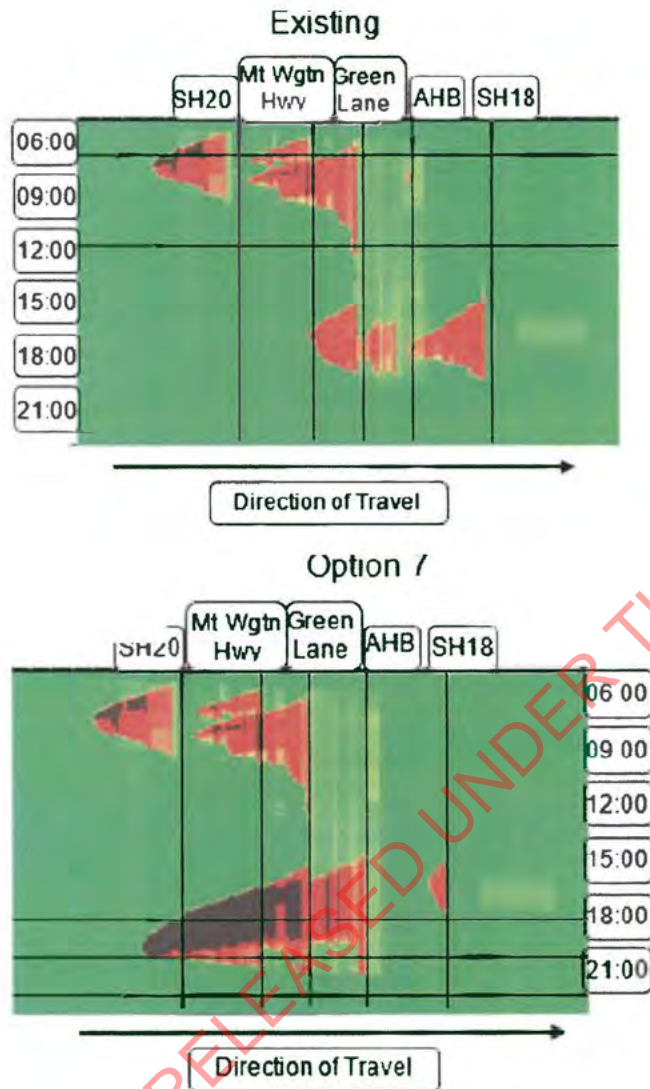 Existing
SH20
Mt Wgtn
Hwy
Green
Lane
AHB
SH18
06:00
09:00
12:00
15:00
18:00
21:00
Direction of Travel
Option 7
SH20
Mt Wgtn
Hwy
Green
Lane
AHB
SH18
06 00
09 00
12:00
15:00
18:00
21:00
Direction of Travel
RELEASED UNDER